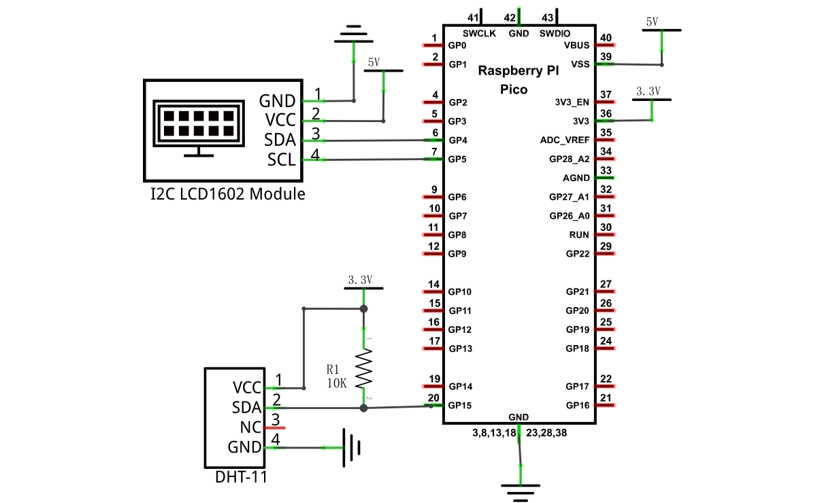 41 42 43
SWCLK GND SWDIO
Raspberry PI
Pico
1 GP0
2 GP1
4 GP2
5 GP3
6 GP4
7 GP5
9 GP6
10 GP7
11 GP8
12 GP9
14 GP10
15 GP11
16 GP12
17 GP13
19 GP14
20 GP15
VBUS 40
VSS 39
3V3_EN 37
3V3 36
ADC_VREF 35
GP28_A2 34
AGND 33
GP27_A1 32
GP26_A0 31
RUN 30
GP22 29
GP21 27
GP20 26
GP19 25
GP18 24
GP17 22
GP16 21
GND
3,8,13,18 23,28,38
5V
3.3V
5V
GND 1
VCC 2
SDA 3
SCL 4
I2C LCD1602 Module
3.3V
1
R1
10K
2
VCC 1
SDA 2
NC 3
GND 4
DHT-11